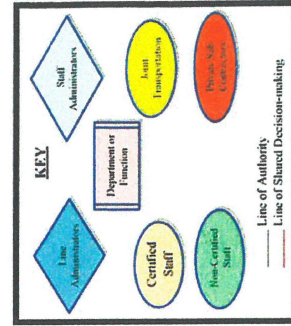 KEY
Line
Administrators
Staff
Administrators
Department or
Function
Certified
Staff
Joint
Transportation
Non-Certified
Staff
Private Sub
Contractors
Line of Authority
Line of Shared Decision-making